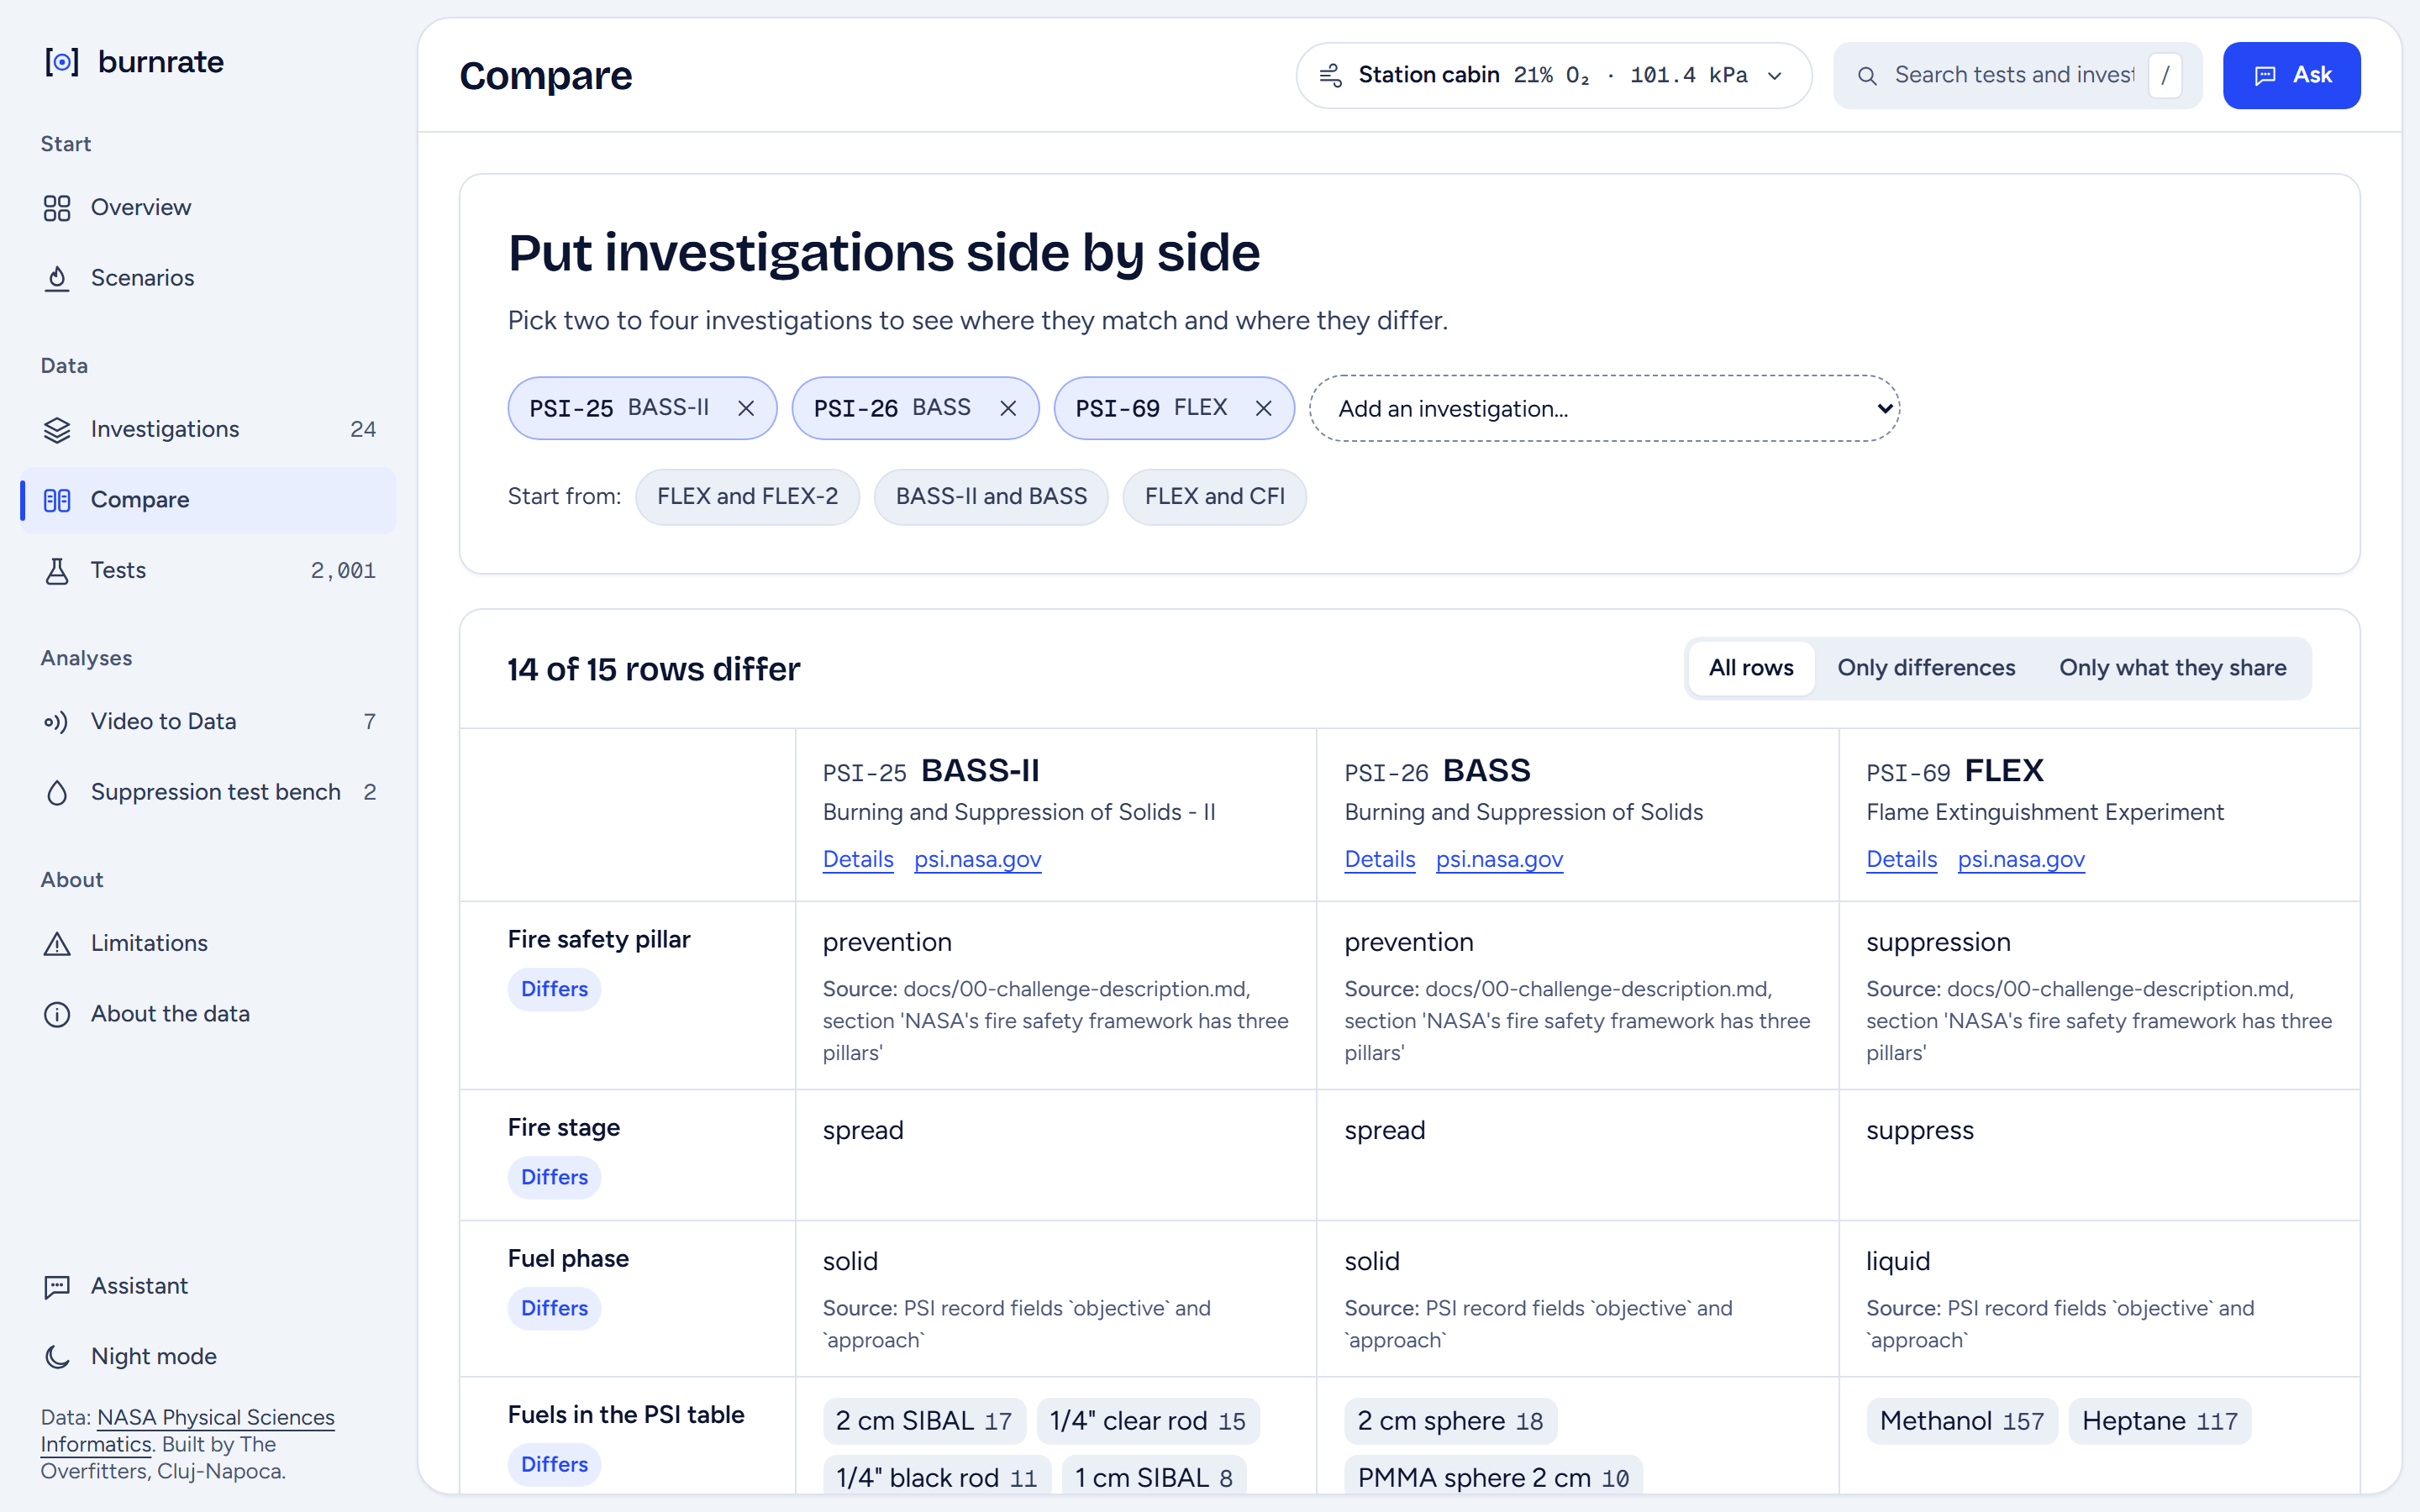 burnrate
Start
Overview
Scenarios
Data
Investigations 24
Compare
Tests 2,001
Analyses
Video to Data 7
Suppression test bench 2
About
Limitations
About the data
Assistant
Night mode
Data: NASA Physical Sciences
Informatics. Built by The
Overfitters, Cluj-Napoca.
Compare
Station cabin 21% O₂ · 101.4 kPa
Search tests and invest /
Ask
Put investigations side by side
Pick two to four investigations to see where they match and where they differ.
PSI-25 BASS-II
PSI-26 BASS
PSI-69 FLEX
Add an investigation...
Start from: FLEX and FLEX-2 BASS-II and BASS FLEX and CFI
14 of 15 rows differ
All rows Only differences Only what they share
PSI-25 BASS-II
Burning and Suppression of Solids - II
Details psi.nasa.gov
PSI-26 BASS
Burning and Suppression of Solids
Details psi.nasa.gov
PSI-69 FLEX
Flame Extinguishment Experiment
Details psi.nasa.gov
Fire safety pillar
Differs
prevention
Source: docs/00-challenge-description.md,
section 'NASA's fire safety framework has three
pillars'
prevention
Source: docs/00-challenge-description.md,
section 'NASA's fire safety framework has three
pillars'
suppression
Source: docs/00-challenge-description.md,
section 'NASA's fire safety framework has three
pillars'
Fire stage
Differs
spread
spread
suppress
Fuel phase
Differs
solid
Source: PSI record fields `objective` and
`approach`
solid
Source: PSI record fields `objective` and
`approach`
liquid
Source: PSI record fields `objective` and
`approach`
Fuels in the PSI table
Differs
2 cm SIBAL 17 1/4" clear rod 15
1/4" black rod 11 1 cm SIBAL 8
2 cm sphere 18
PMMA sphere 2 cm 10
Methanol 157 Heptane 117